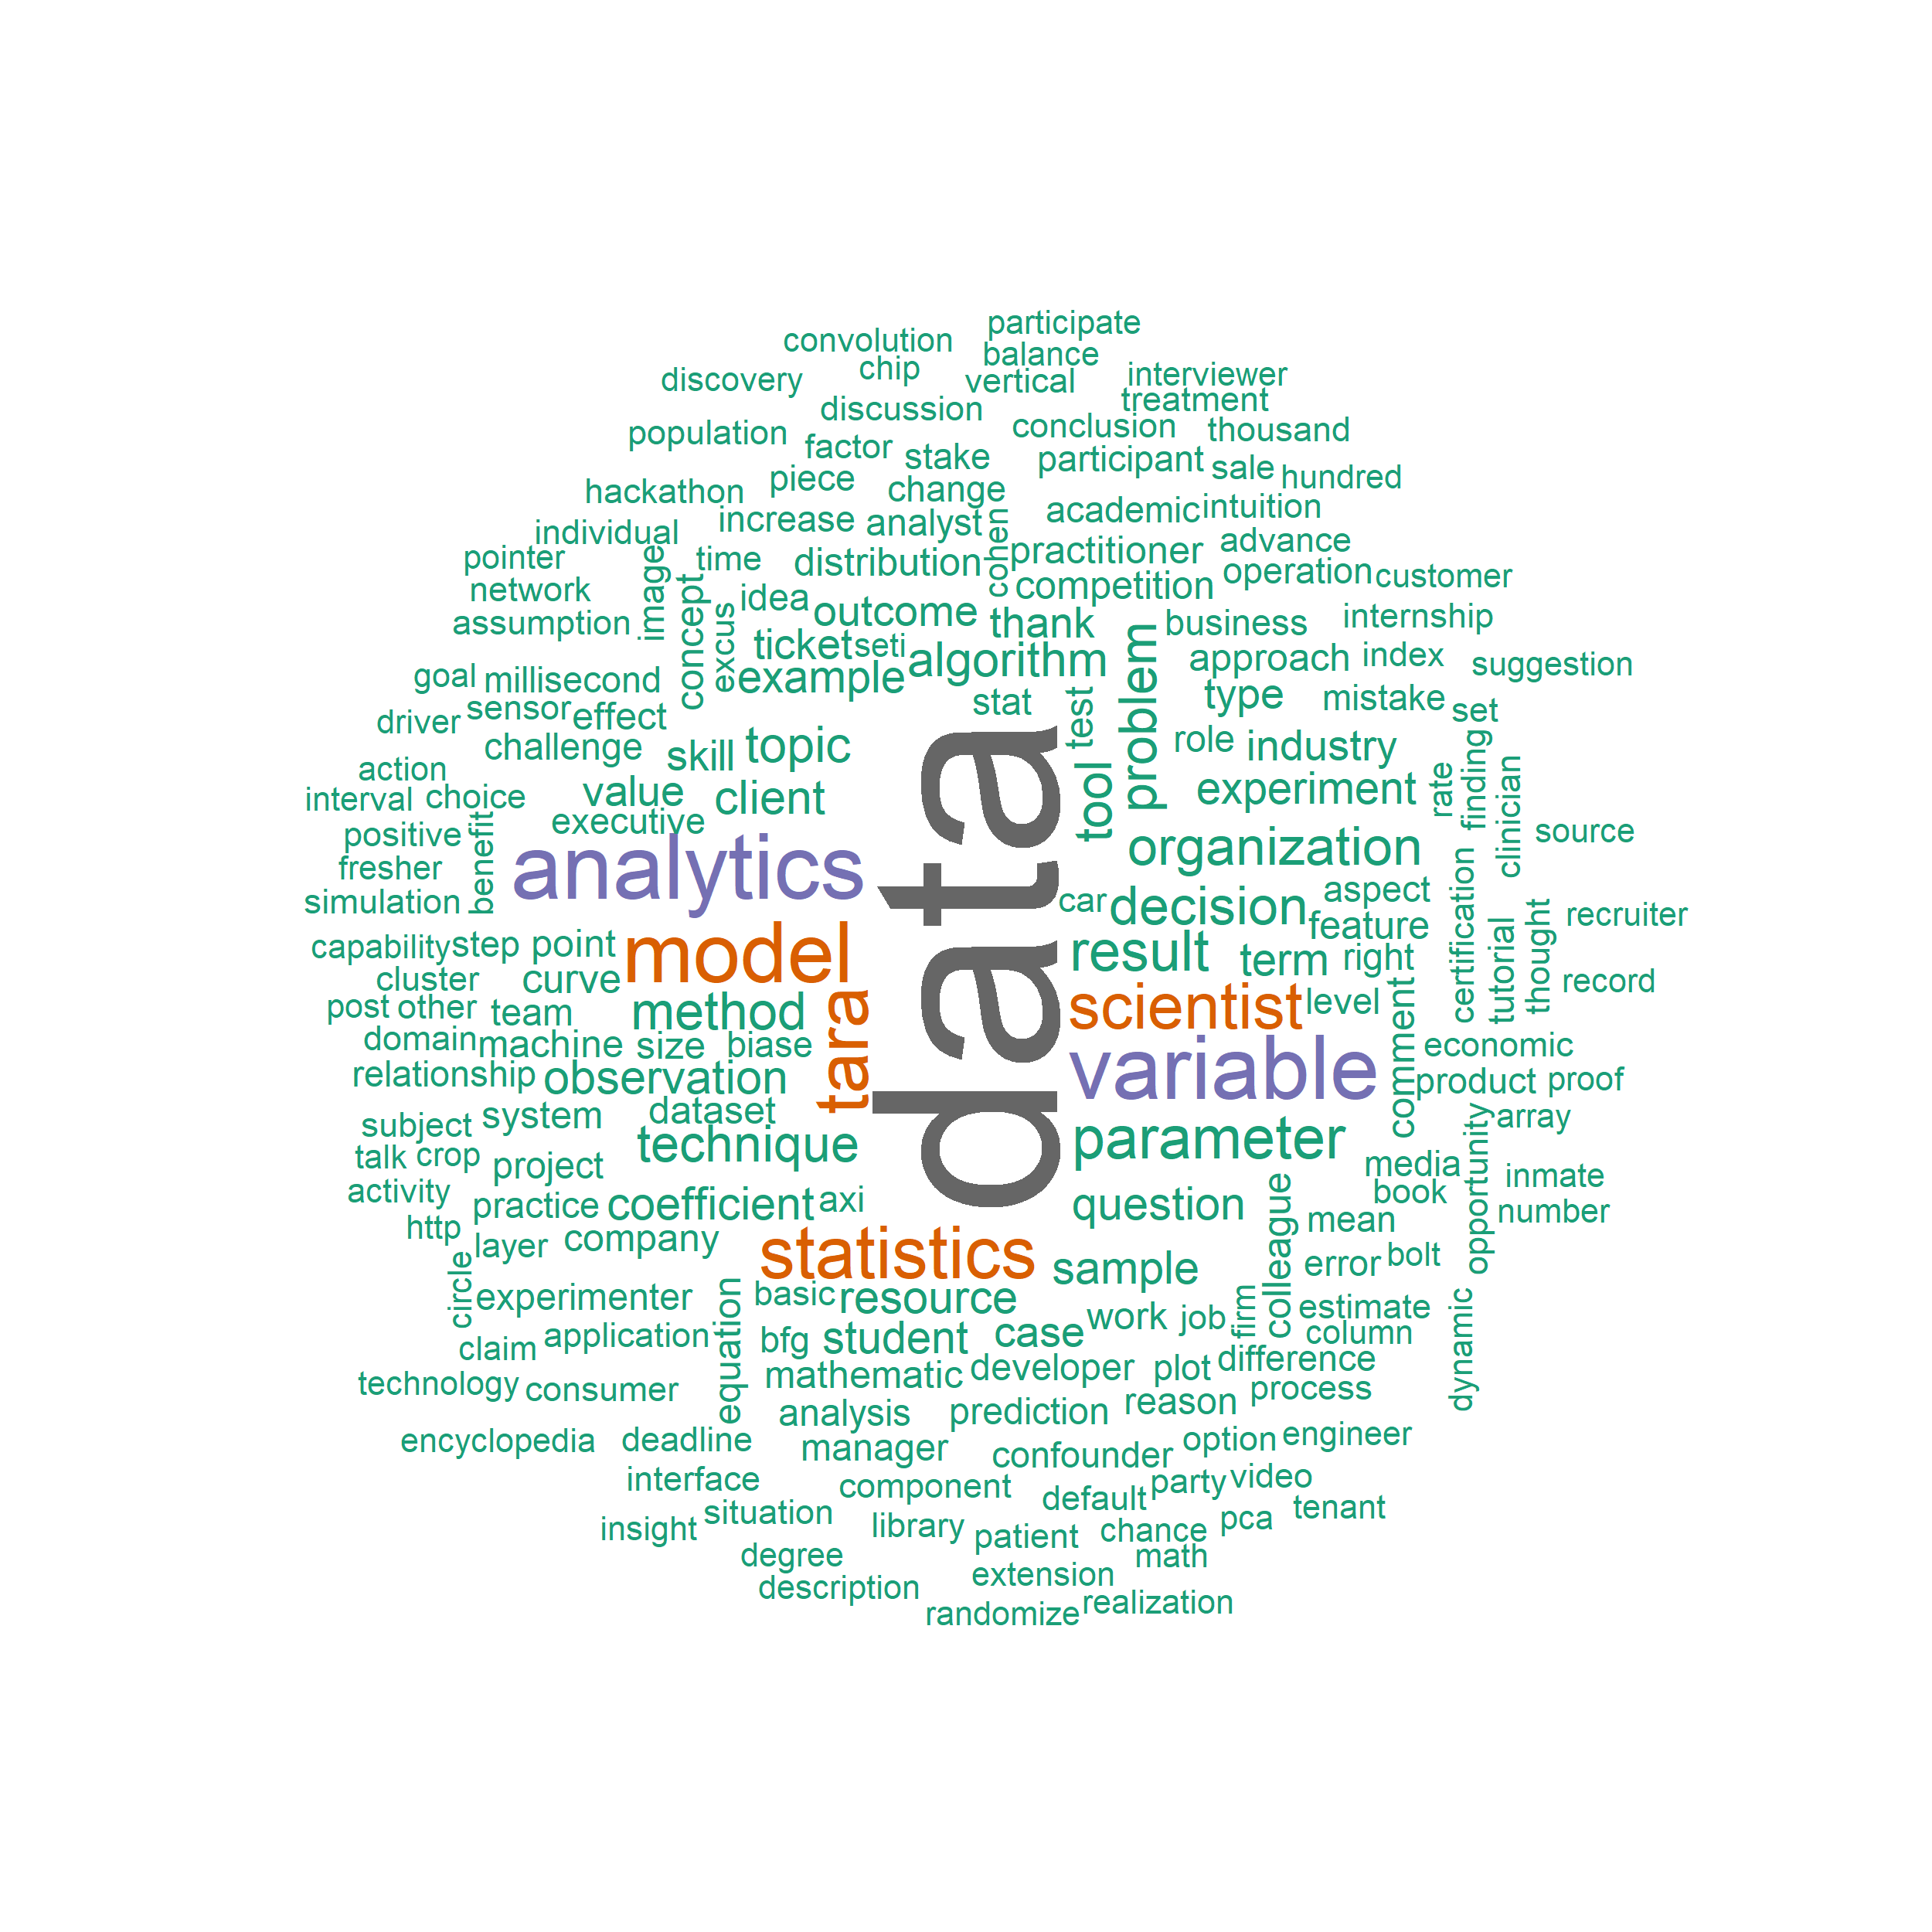 participate
convolution
balance
chip
interviewer
discovery
vertical
treatment
discussion
conclusion
thousand
population
factor
stake
participant
sale
hundred
piece
hackathon
change
academic
intuition
increase
analyst
individual
cohen
practitioner
advance
pointer
image
time
distribution
competition
operation
customer
network
concept
idea
outcome
thank
business
internship
assumption
excus
ticket
seti
algorithm
problem
approach
index
suggestion
goal
millisecond
example
stat
test
type
mistake
set
driver
sensor
effect
challenge
skill
topic
role
industry
finding
action
interval
choice
value
client
tool
experiment
rate
clinician
executive
positive
benefit
analytics
data
organization
source
fresher
simulation
car
decision
aspect
feature
certification
tutorial
thought
recruiter
capability
step
point
model
result
term
right
cluster
curve
record
post
other
team
method
tara
scientist
level
comment
domain
machine
size
biase
variable
economic
relationship
observation
product
proof
subject
system
dataset
parameter
opportunity
array
talk
crop
project
technique
media
inmate
activity
practice
coefficient
axi
question
colleague
book
number
http
layer
company
statistics
mean
circle
sample
error
bolt
experimenter
equation
basic
resource
work
job
firm
estimate
dynamic
claim
application
bfg
student
case
column
technology
consumer
mathematic
developer
plot
difference
process
analysis
prediction
reason
encyclopedia
deadline
manager
confounder
option
engineer
interface
component
default
party
video
insight
situation
library
patient
chance
pca
tenant
degree
math
description
extension
randomize
realization